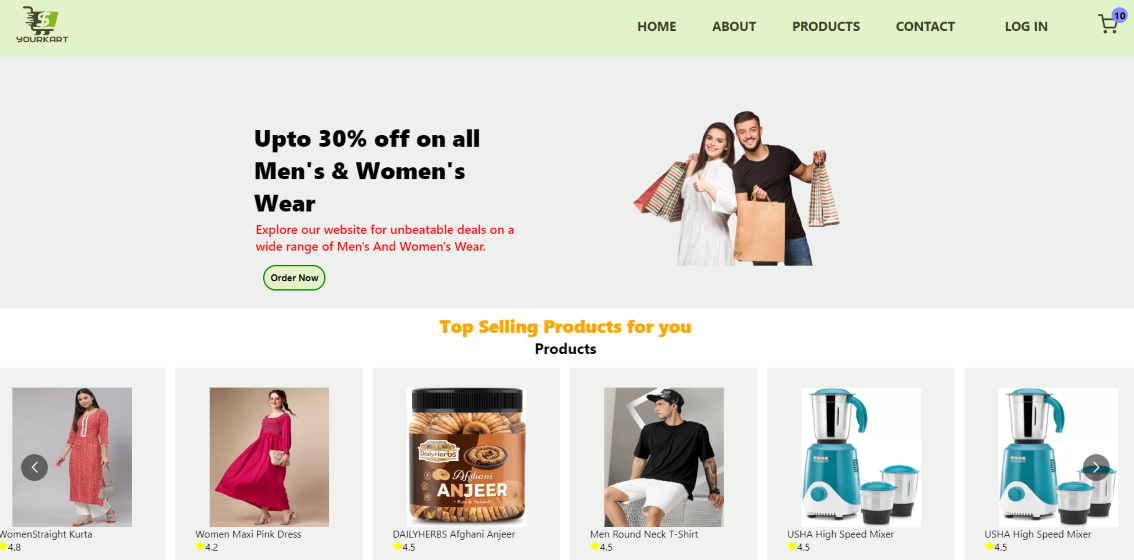 YOURKART
HOME ABOUT PRODUCTS CONTACT LOG IN 10
Upto 30% off on all
Men's & Women's
Wear
Explore our website for unbeatable deals on a
wide range of Men's And Women's Wear.
Order Now
Top Selling Products for you
Products
DailyHerbs
Afghani
ANJEER
WomenStraight Kurta
Women Maxi Pink Dress
DAILYHERBS Afghani Anjeer
Men Round Neck T-Shirt
USHA High Speed Mixer
USHA High Speed Mixer
4.8
4.2
4.5
4.5
4.5
4.5